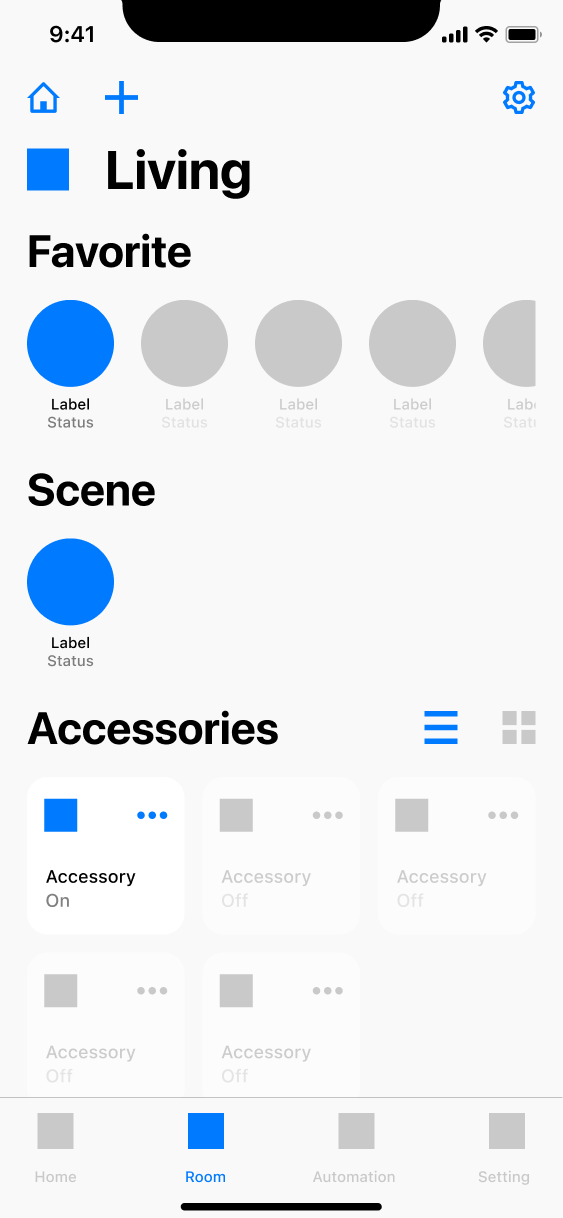 9:41
Living
Favorite
Label Label Label Label Labe
Status Status Status Status Stat
Scene
Label
Status
Accessories
Accessory Accessory Accessory
On Off Off
Accessory Accessory
Off Off
Home Room Automation Setting